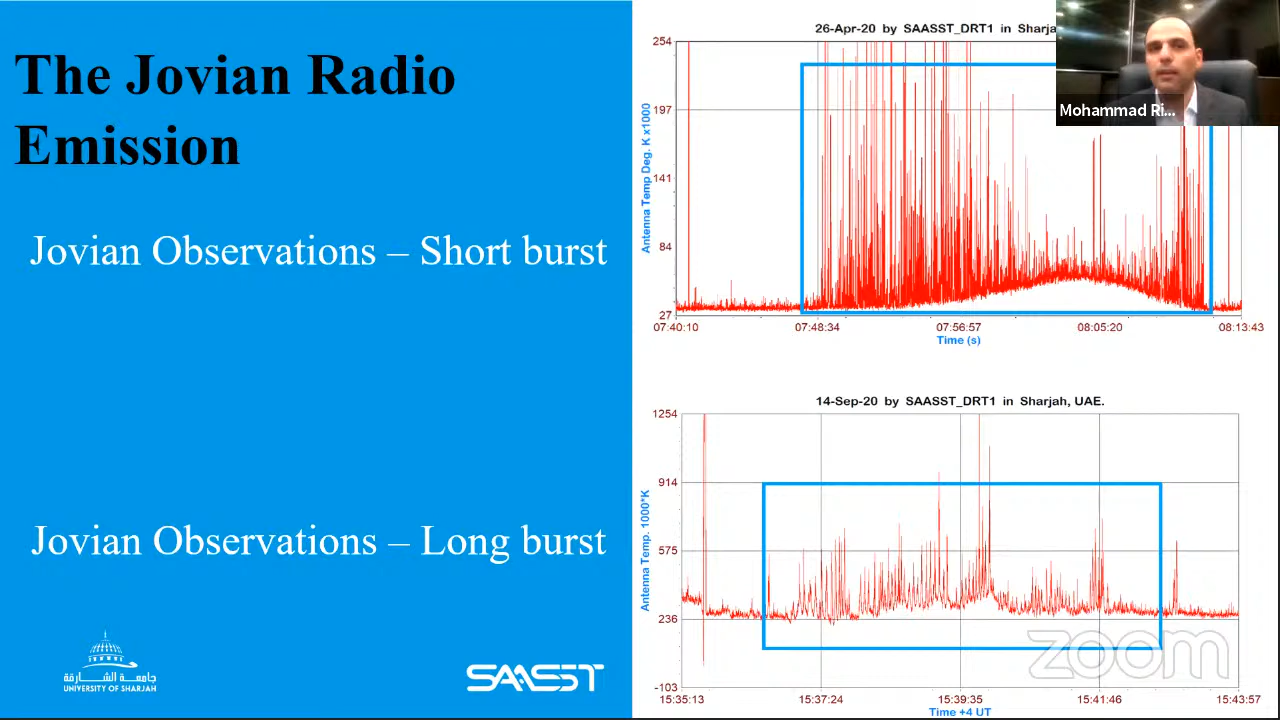 The Jovian Radio
Emission
Jovian Observations – Short burst
Jovian Observations – Long burst
جامعة الشارقة
UNIVERSITY OF SHARJAH
SAASST
26-Apr-20 by SAASST_DRT1 in Sharja
Antenna Temp Deg. K x1000
254
197
141
84
27
07:40:10 07:48:34 07:56:57 08:05:20 08:13:43
Time (s)
Mohammad Ri...
14-Sep-20 by SAASST_DRT1 in Sharjah, UAE.
Antenna Temp. 1000*K
1254
914
575
236
-103
15:35:13 15:37:24 15:39:35 15:41:46 15:43:57
Time +4 UT
zoom